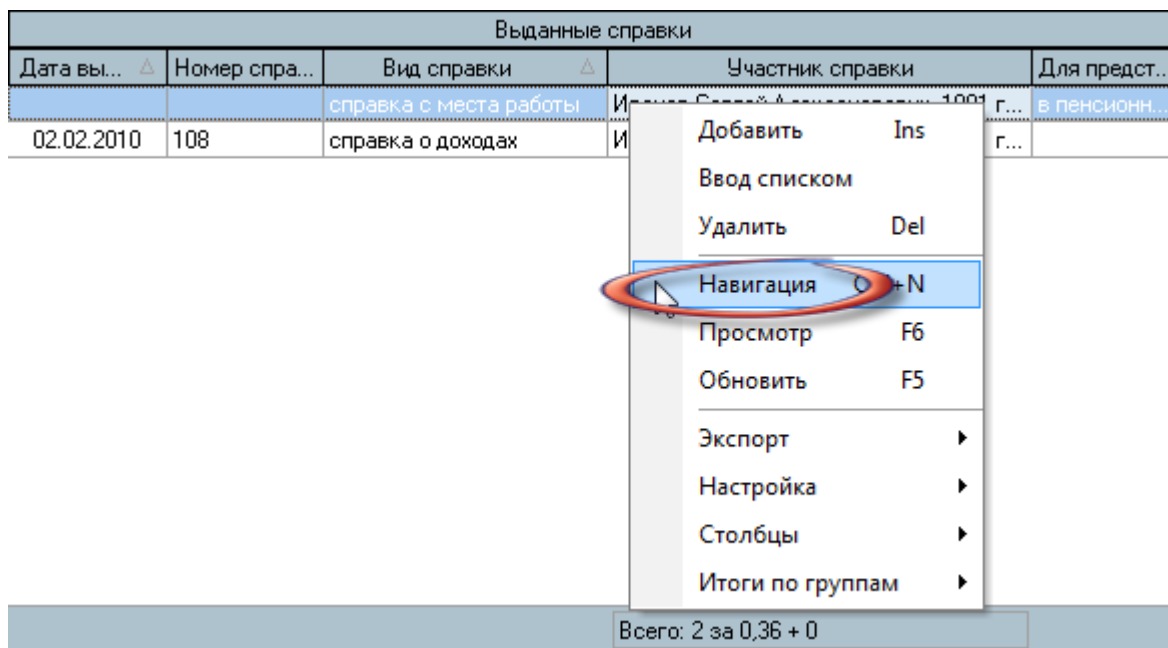 Выданные справки
Дата вы... Номер спра... Вид справки Участник справки Для предст...
справка с места работы 1991 г... в пенсионн...
02.02.2010 108 справка о доходах И г...
Добавить Ins
Ввод списком
Удалить Del
Навигация +N
Просмотр F6
Обновить F5
Экспорт
Настройка
Столбцы
Итоги по группам
Всего: 2 за 0,36 + 0